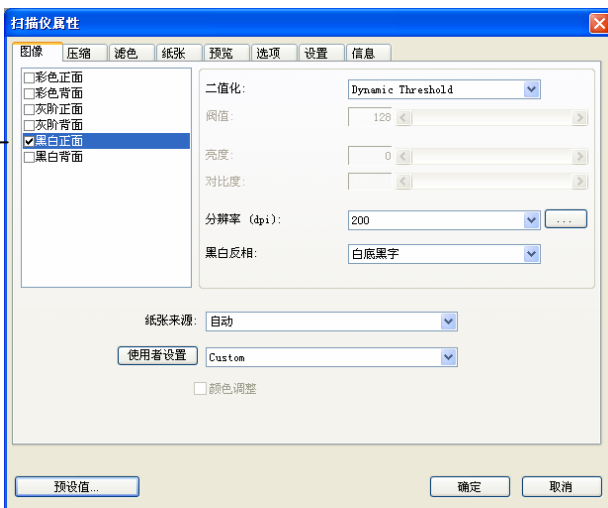 扫描仪属性
图像 压缩 滤色 纸张 预览 选项 设置 信息
彩色正面
彩色背面
灰阶正面
灰阶背面
黑白正面
黑白背面
二值化: Dynamic Threshold
阈值: 128
亮度: 0
对比度:
分辨率 (dpi): 200 ...
黑白反相: 白底黑字
纸张来源: 自动
使用者设置 Custom
颜色调整
预设值... 确定 取消